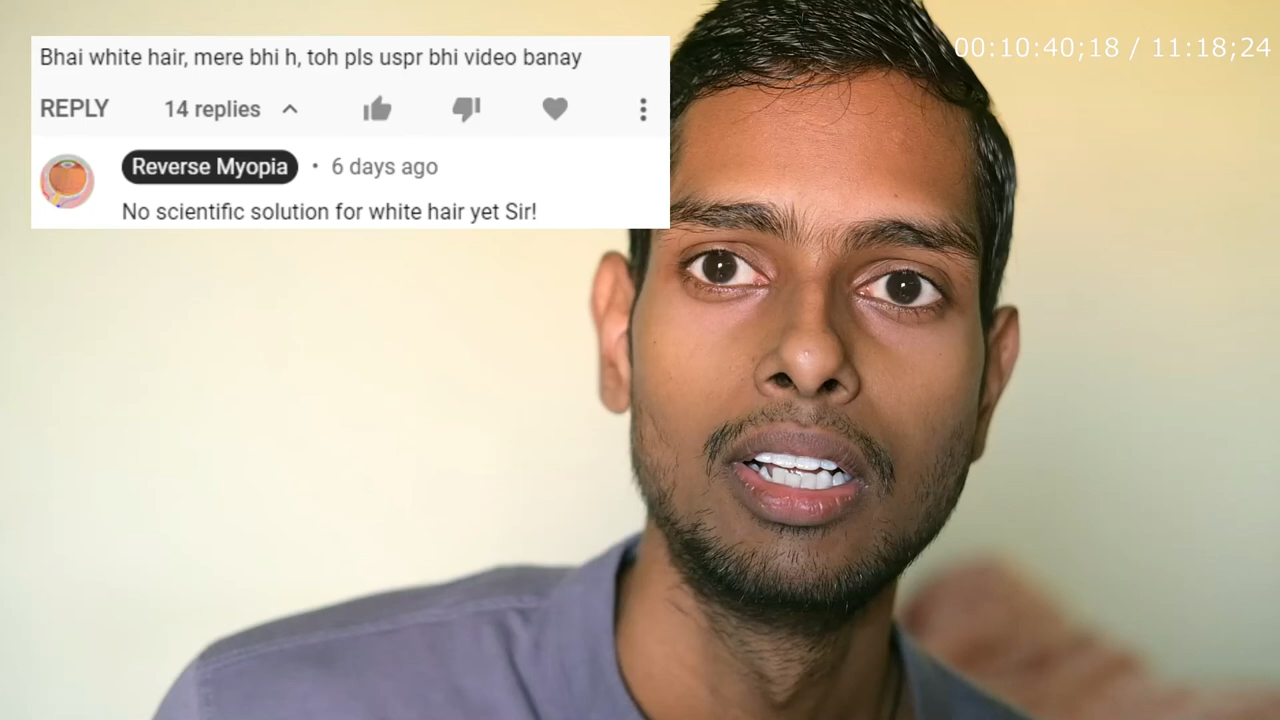 00:10:40;18 / 11:18;24
Bhai white hair, mere bhi h, toh pls uspr bhi video banay
REPLY 14 replies
Reverse Myopia • 6 days ago
No scientific solution for white hair yet Sir!